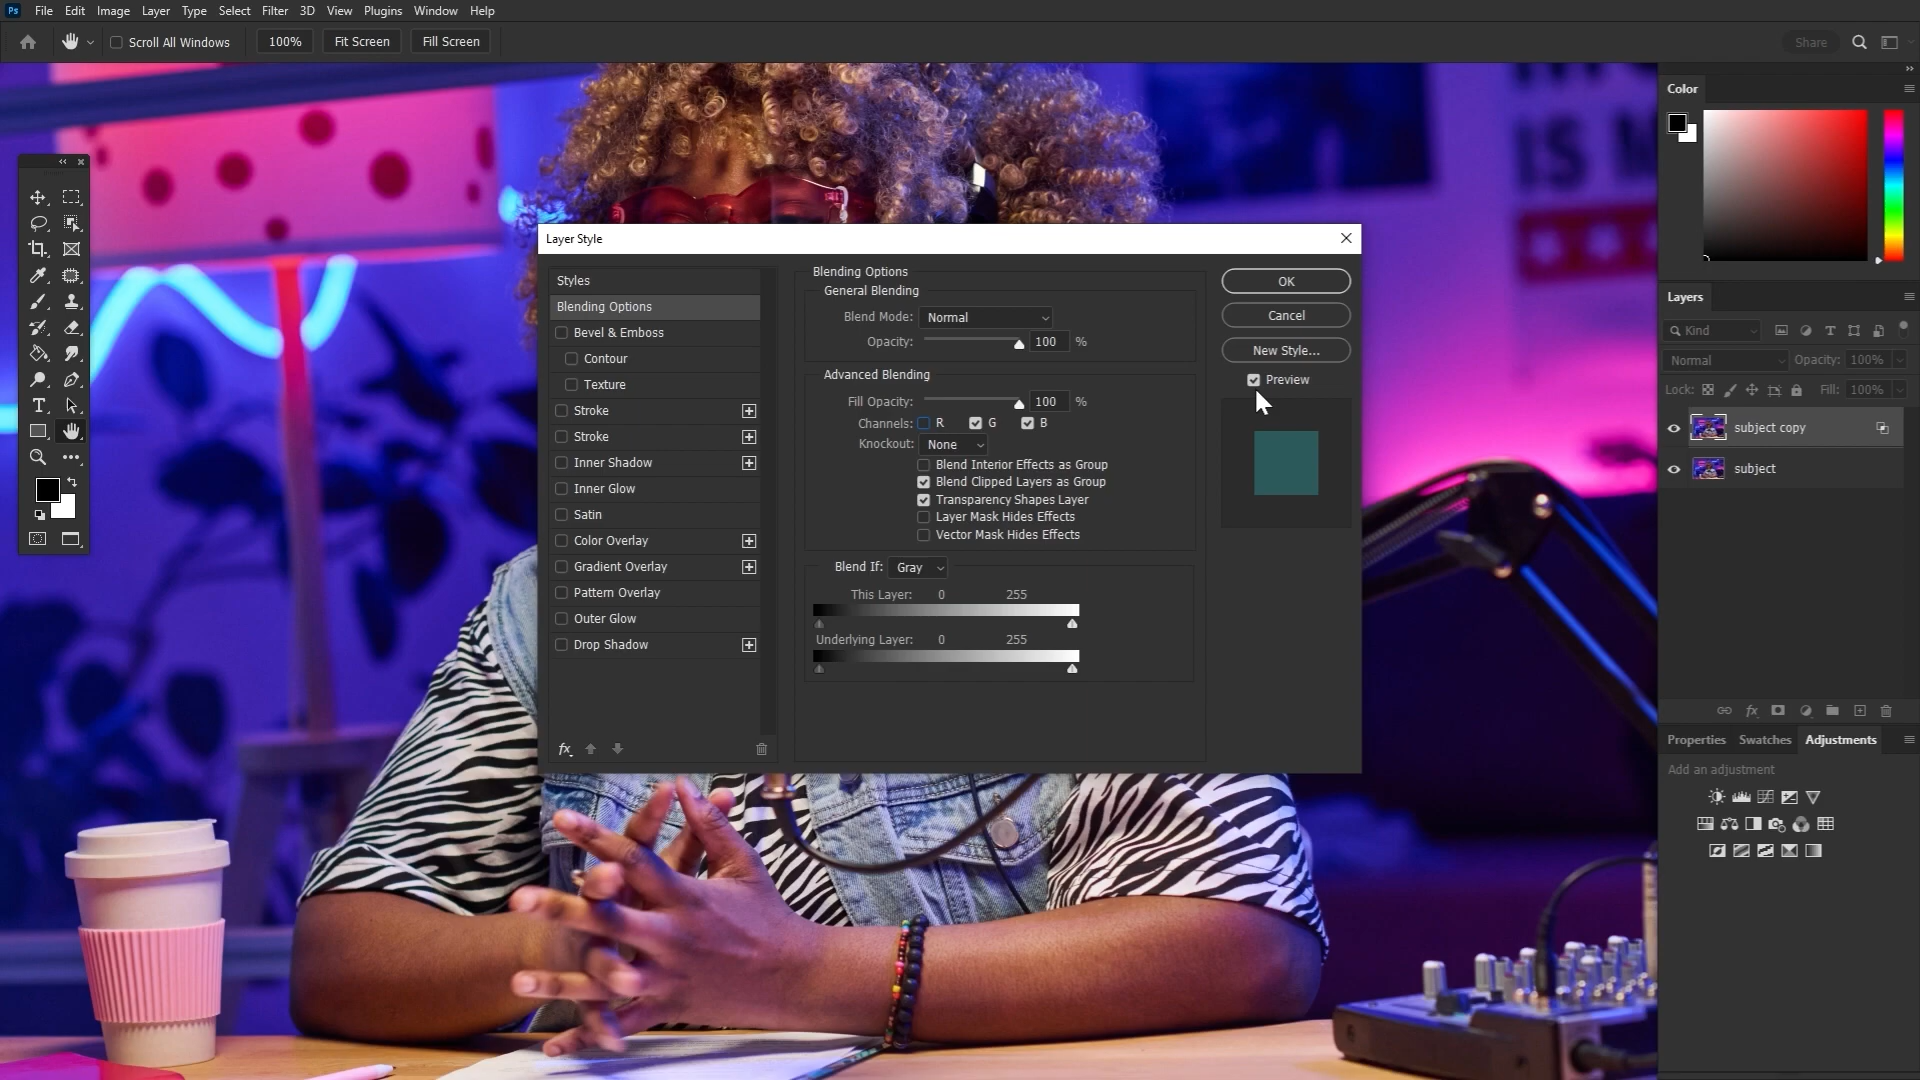 Ps File Edit Image Layer Type Select Filter 3D View Plugins Window Help
Scroll All Windows 100% Fit Screen Fill Screen Share
IS
Color
Layer Style
Styles
Blending Options
Bevel & Emboss
Contour
Texture
Stroke
Stroke
Inner Shadow
Inner Glow
Satin
Color Overlay
Gradient Overlay
Pattern Overlay
Outer Glow
Drop Shadow
fx
Blending Options
General Blending
Blend Mode: Normal
Opacity: 100 %
Advanced Blending
Fill Opacity: 100 %
Channels: R G B
Knockout: None
Blend Interior Effects as Group
Blend Clipped Layers as Group
Transparency Shapes Layer
Layer Mask Hides Effects
Vector Mask Hides Effects
Blend If: Gray
This Layer: 0 255
Underlying Layer: 0 255
OK
Cancel
New Style...
Preview
Layers
Kind
Normal Opacity: 100%
Lock: Fill: 100%
subject copy
subject
fx
Properties Swatches Adjustments
Add an adjustment